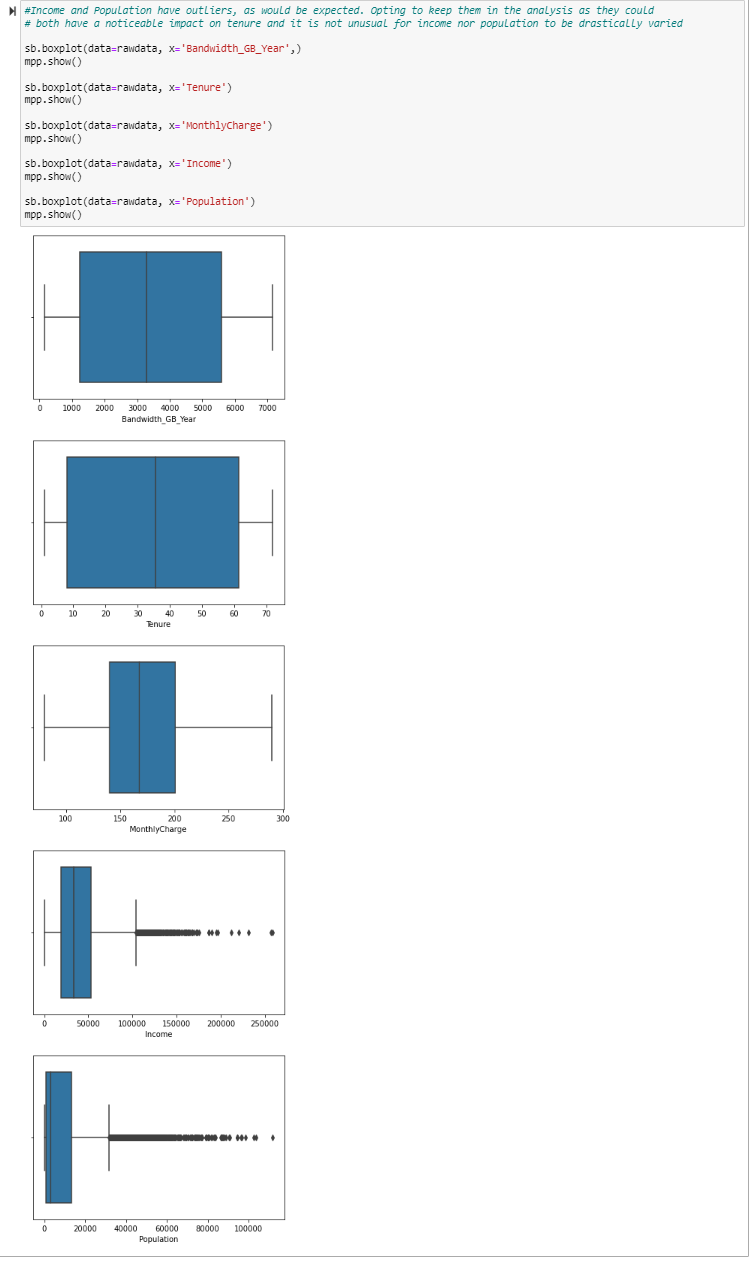 #Income and Population have outliers, as would be expected. Opting to keep them in the analysis as they could
# both have a noticeable impact on tenure and it is not unusual for income nor population to be drastically varied
sb.boxplot(data=rawdata, x='Bandwidth_GB_Year',)
mpp.show()
sb.boxplot(data=rawdata, x='Tenure')
mpp.show()
sb.boxplot(data=rawdata, x='MonthlyCharge')
mpp.show()
sb.boxplot(data=rawdata, x='Income')
mpp.show()
sb.boxplot(data=rawdata, x='Population')
mpp.show()
0 1000 2000 3000 4000 5000 6000 7000
Bandwidth_GB_Year
0 10 20 30 40 50 60 70
Tenure
100 150 200 250 300
MonthlyCharge
0 50000 100000 150000 200000 250000
Income
0 20000 40000 60000 80000 100000
Population